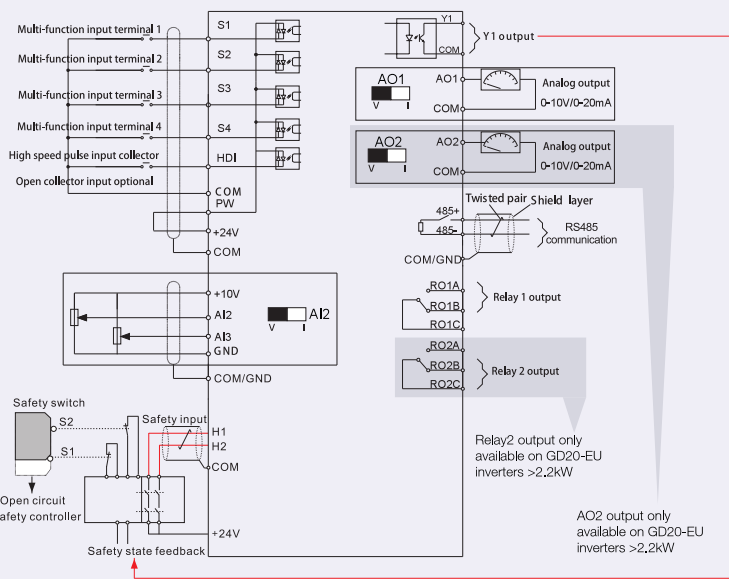 Multi-function input terminal 1
S1
Multi-function input terminal 2
S2
Multi-function input terminal 3
S3
Multi-function input terminal 4
S4
High speed pulse input collector
HDI
Open collector input optional
COM
PW
+24V
COM
+10V
AI2
AI3
GND
COM/GND
V I
AI2
Safety switch
S2
S1
Open circuit
afety controller
Safety input
H1
H2
COM
+24V
Safety state feedback
Y1
COM
Y1 output
AO1
V I
AO1
COM
Analog output
0-10V/0-20mA
AO2
V I
AO2
COM
Analog output
0-10V/0-20mA
Twisted pair
Shield layer
485+
485-
RS485
communication
COM/GND
RO1A
RO1B
RO1C
Relay 1 output
RO2A
RO2B
RO2C
Relay 2 output
Relay2 output only
available on GD20-EU
inverters >2.2kW
AO2 output only
available on GD20-EU
inverters >2.2kW